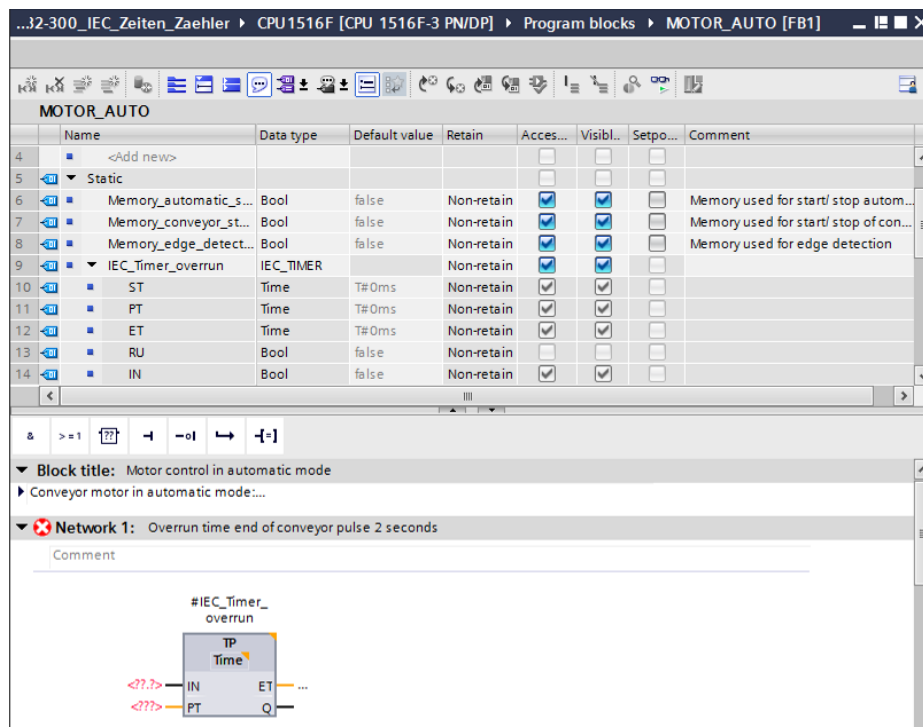 ...32-300_IEC_Zeiten_Zaehler ▸ CPU1516F [CPU 1516F-3 PN/DP] ▸ Program blocks ▸ MOTOR_AUTO [FB1]
MOTOR_AUTO
Name Data type Default value Retain Acces... Visibl.. Setpo... Comment
4 <Add new>
5 Static
6 Memory_automatic_s... Bool false Non-retain Memory used for start/ stop autom...
7 Memory_conveyor_st... Bool false Non-retain Memory used for start/ stop of con...
8 Memory_edge_detect... Bool false Non-retain Memory used for edge detection
9 IEC_Timer_overrun IEC_TIMER Non-retain
10 ST Time T#0ms Non-retain
11 PT Time T#0ms Non-retain
12 ET Time T#0ms Non-retain
13 RU Bool false Non-retain
14 IN Bool false Non-retain
& >=1 ??
Block title: Motor control in automatic mode
Conveyor motor in automatic mode:...
Network 1: Overrun time end of conveyor pulse 2 seconds
Comment
#IEC_Timer_
overrun
TP
Time
<??.?> IN ET ...
<???> PT Q